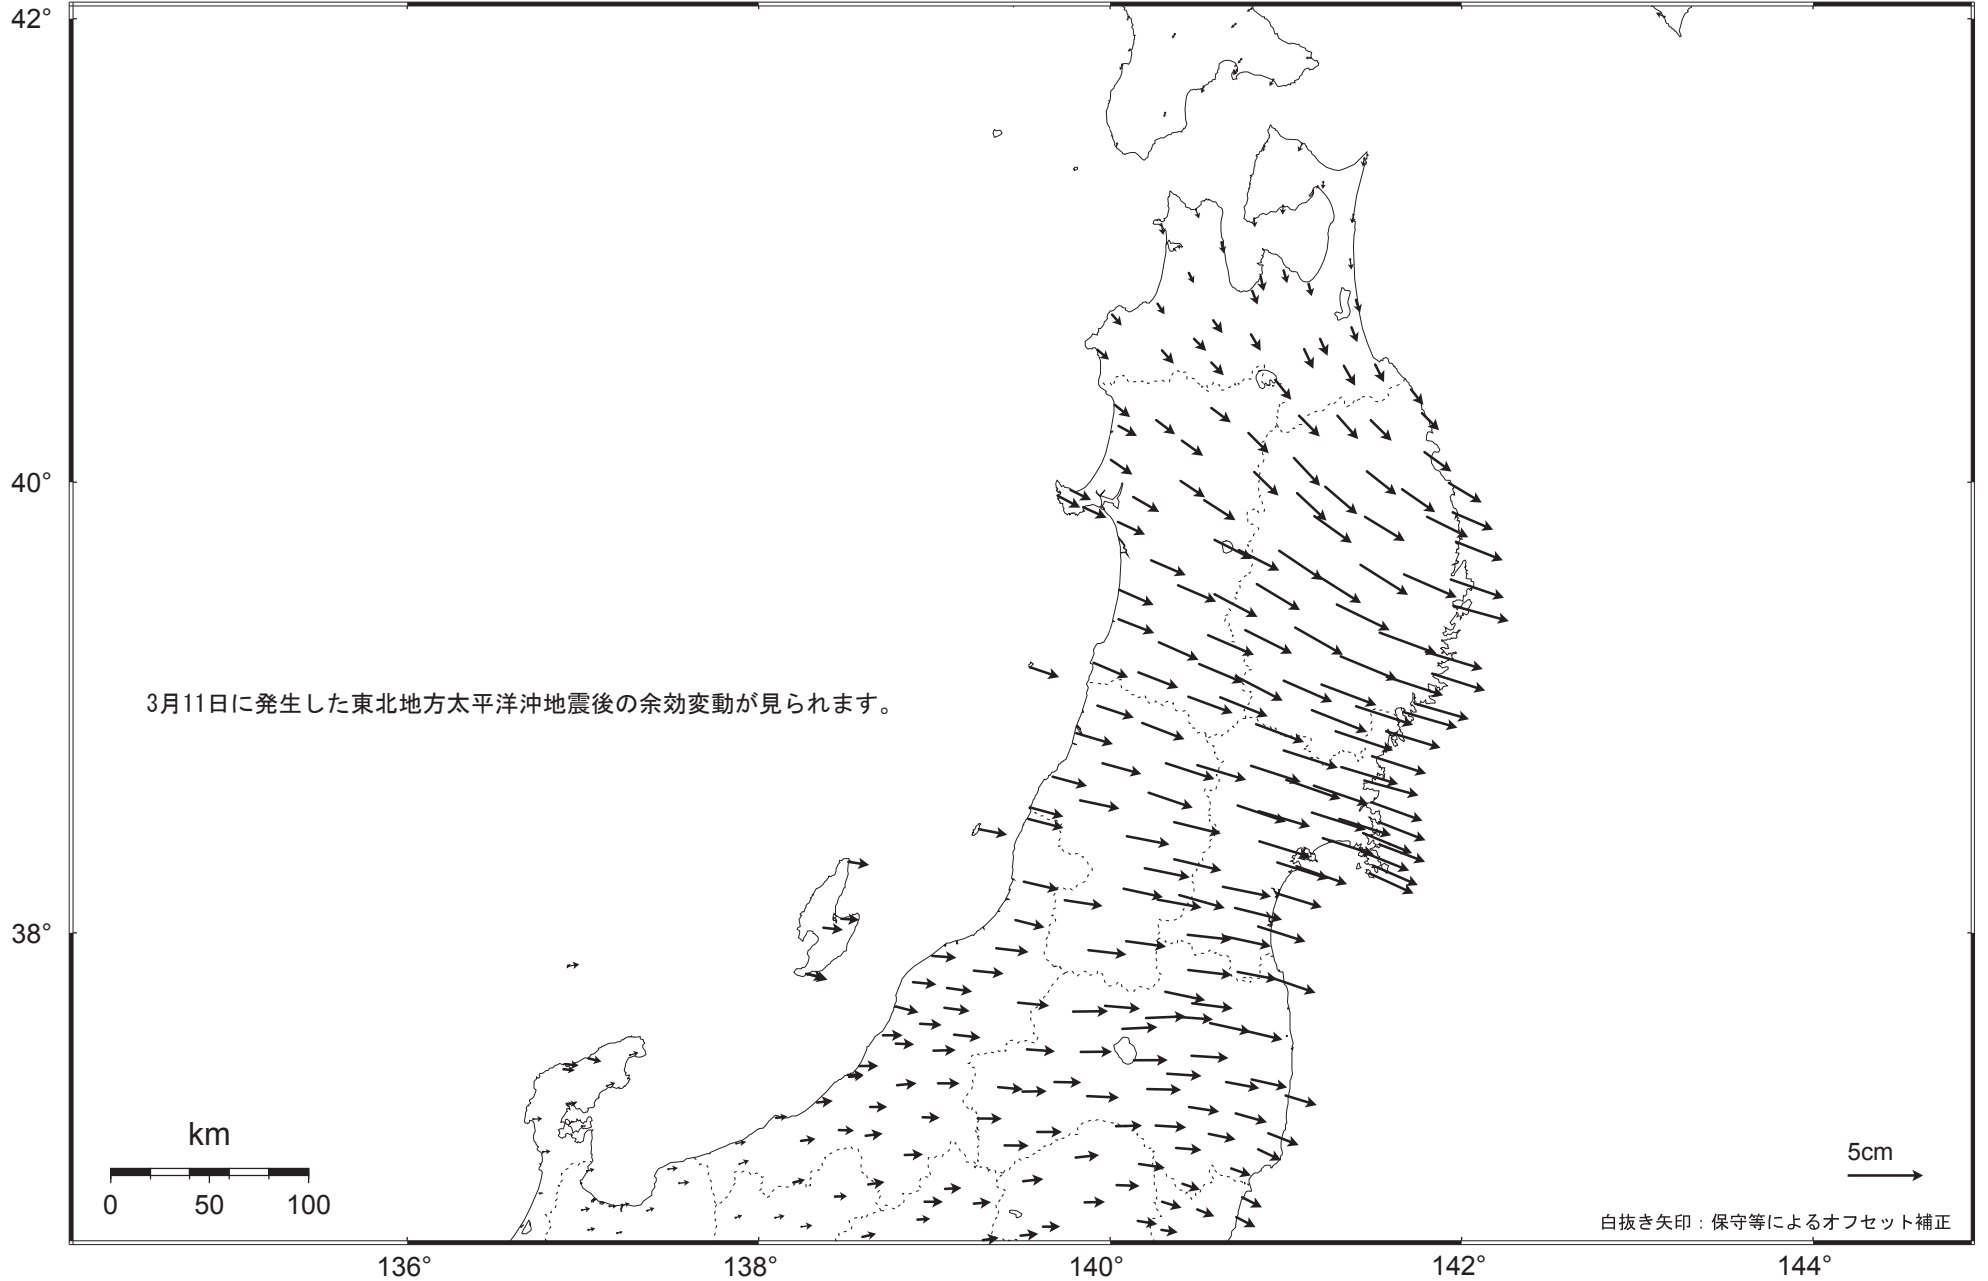 42°
40°
3月11日に発生した東北地方太平洋沖地震後の余効変動が見られます。
38°
km
0 50 100
5cm
白抜き矢印：保守等によるオフセット補正
136° 138° 140° 142° 144°